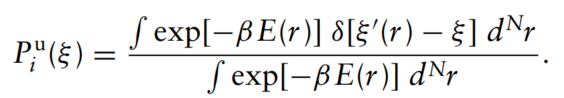 P_i^u(ξ) = ∫ exp[−βE(r)] δ[ξ′(r) − ξ] d^N r / ∫ exp[−βE(r)] d^N r .